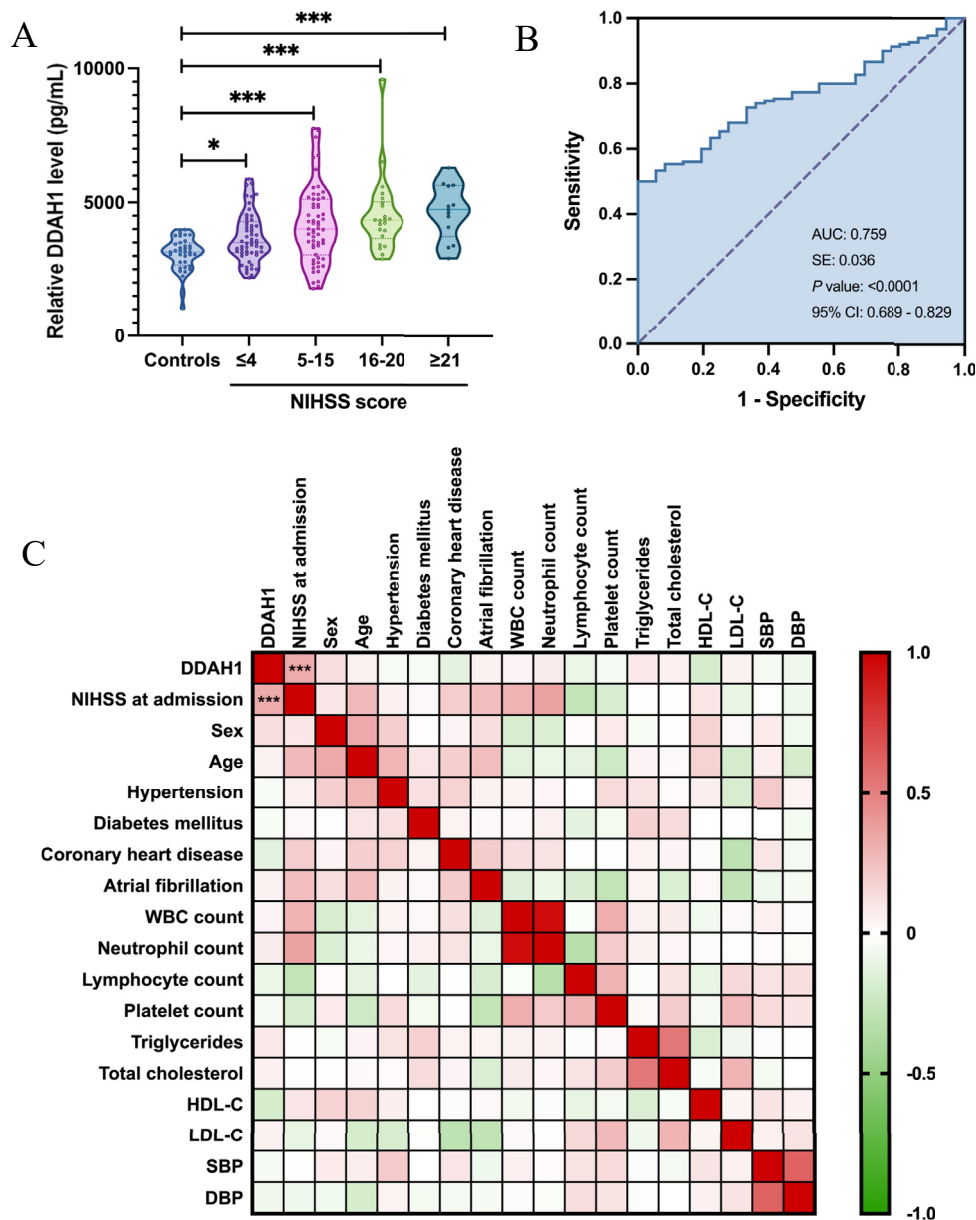 A
***
***
***
*
Relative DDAH1 level (pg/mL)
10000
5000
0
Controls
≤4
5-15
16-20
≥21
NIHSS score
B
Sensitivity
1.0
0.8
0.6
0.4
0.2
0.0
AUC: 0.759
SE: 0.036
P value: <0.0001
95% CI: 0.689 - 0.829
0.0
0.2
0.4
0.6
0.8
1.0
1 - Specificity
C
DDAH1
NIHSS at admission
Sex
Age
Hypertension
Diabetes mellitus
Coronary heart disease
Atrial fibrillation
WBC count
Neutrophil count
Lymphocyte count
Platelet count
Triglycerides
Total cholesterol
HDL-C
LDL-C
SBP
DBP
DDAH1
***
NIHSS at admission
***
Sex
Age
Hypertension
Diabetes mellitus
Coronary heart disease
Atrial fibrillation
WBC count
Neutrophil count
Lymphocyte count
Platelet count
Triglycerides
Total cholesterol
HDL-C
LDL-C
SBP
DBP
1.0
0.5
0
-0.5
-1.0